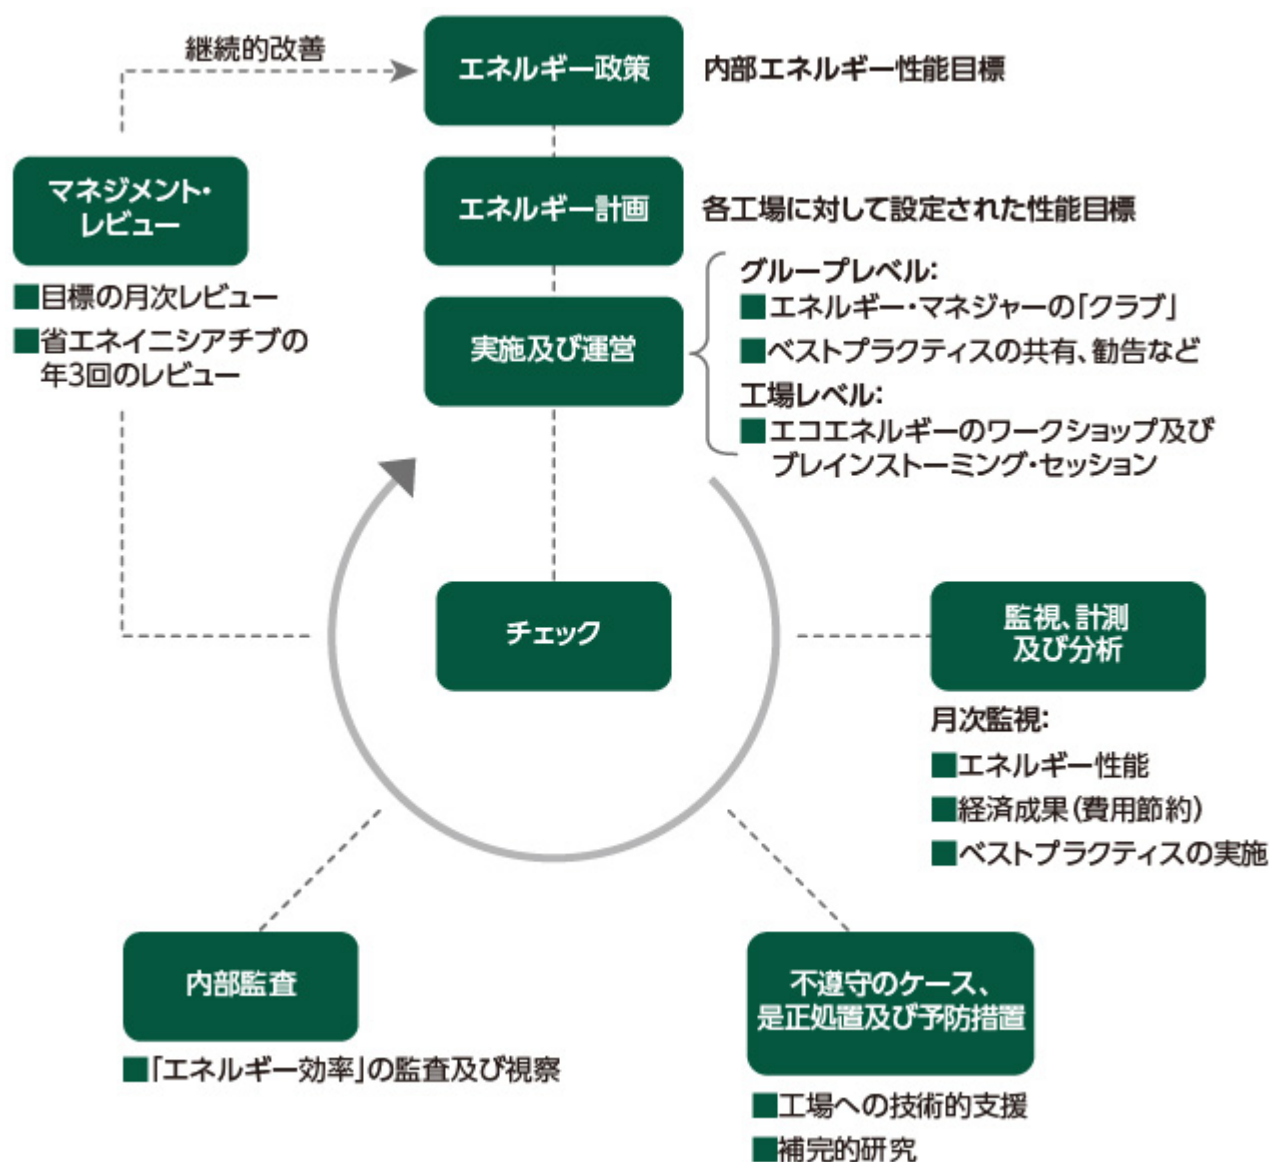 継続的改善
エネルギー政策
内部エネルギー性能目標
マネジメント・
レビュー
■目標の月次レビュー
■省エネイニシアチブの
年3回のレビュー
エネルギー計画
各工場に対して設定された性能目標
実施及び運営
グループレベル:
■エネルギー・マネジャーの「クラブ」
■ベストプラクティスの共有、勧告など
工場レベル:
■エコエネルギーのワークショップ及び
ブレインストーミング・セッション
チェック
監視、計測
及び分析
月次監視:
■エネルギー性能
■経済成果(費用節約)
■ベストプラクティスの実施
内部監査
■「エネルギー効率」の監査及び視察
不遵守のケース、
是正処置及び予防措置
■工場への技術的支援
■補完的研究